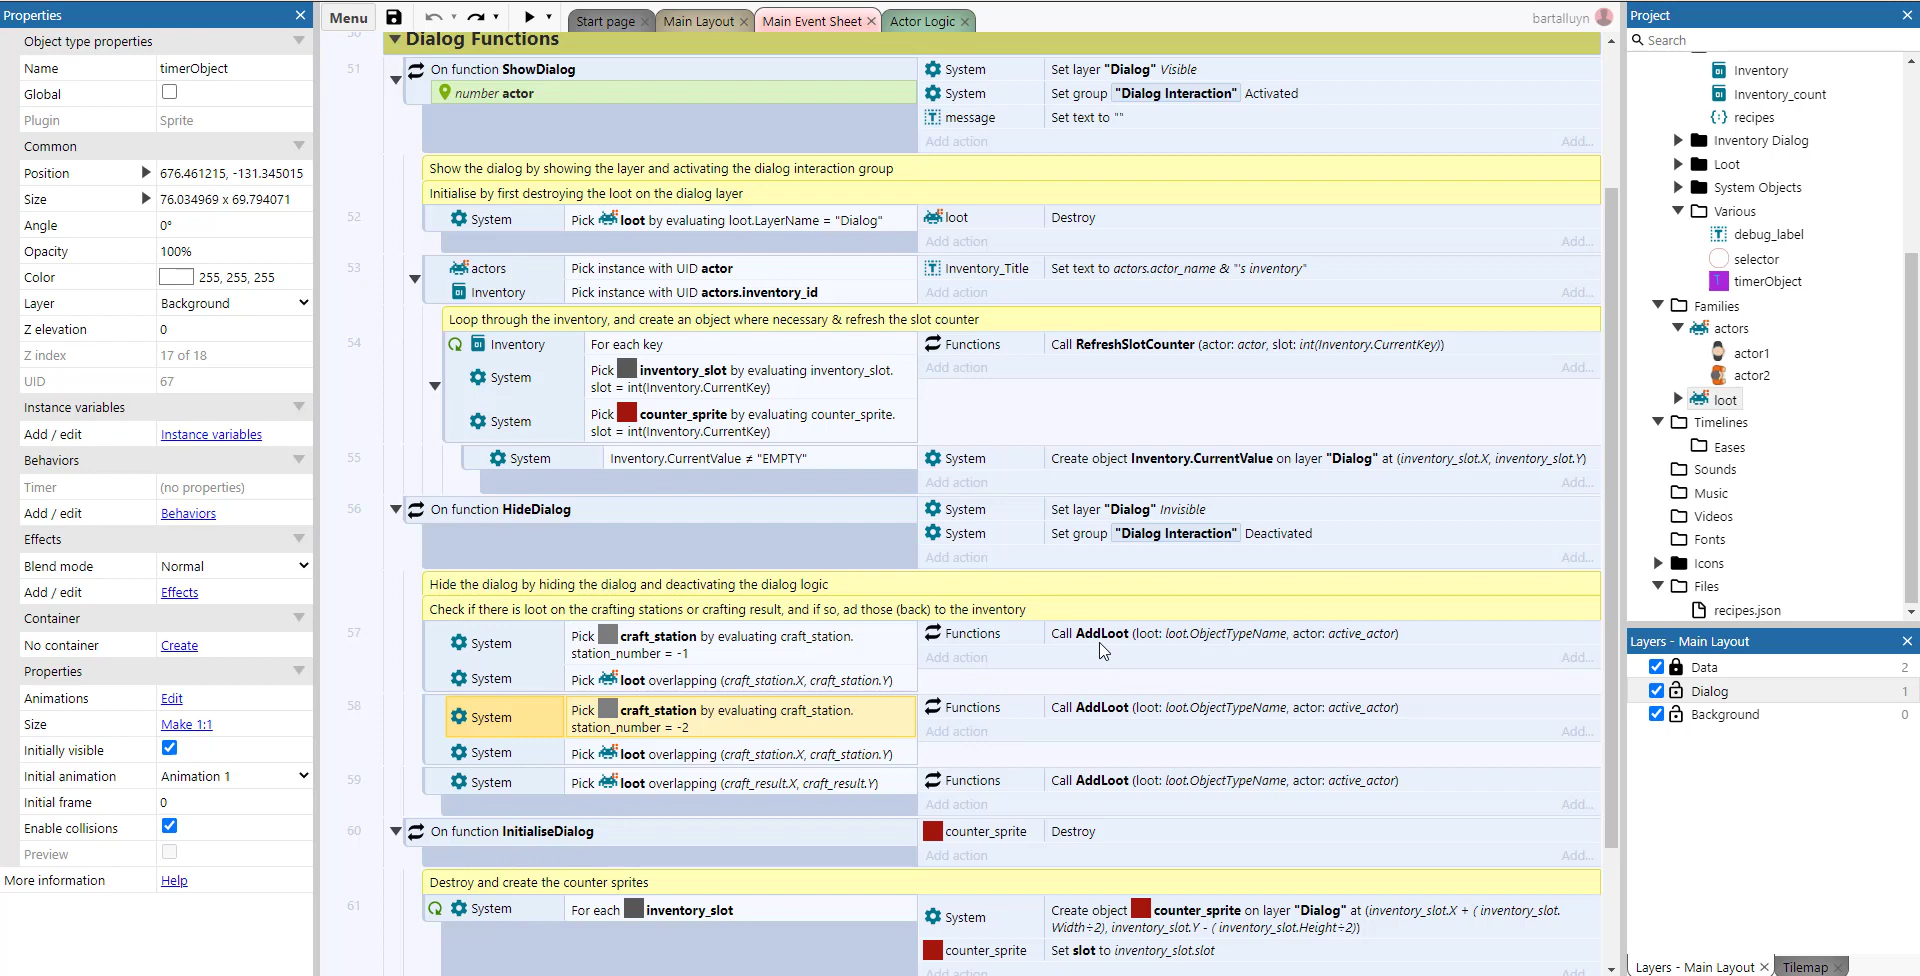 Properties
Object type properties
Name timerObject
Global
Plugin Sprite
Common
Position 676.461215, -131.345015
Size 76.034969 x 69.794071
Angle 0°
Opacity 100%
Color 255, 255, 255
Layer Background
Z elevation 0
Z index 17 of 18
UID 67
Instance variables
Add / edit Instance variables
Behaviors
Timer (no properties)
Add / edit Behaviors
Effects
Blend mode Normal
Add / edit Effects
Container
No container Create
Properties
Animations Edit
Size Make 1:1
Initially visible
Initial animation Animation 1
Initial frame 0
Enable collisions
Preview
More information Help
Menu
Start page Main Layout Main Event Sheet Actor Logic
bartalluyn
Dialog Functions
51 On function ShowDialog System Set layer "Dialog" Visible
number actor System Set group "Dialog Interaction" Activated
message Set text to ""
Add action Add...
Show the dialog by showing the layer and activating the dialog interaction group
Initialise by first destroying the loot on the dialog layer
52 System Pick loot by evaluating loot.LayerName = "Dialog" loot Destroy
Add action Add...
53 actors Pick instance with UID actor Inventory_Title Set text to actors.actor_name & "'s inventory"
Inventory Pick instance with UID actors.inventory_id Add action Add...
Loop through the inventory, and create an object where necessary & refresh the slot counter
54 Inventory For each key Functions Call RefreshSlotCounter (actor: actor, slot: int(Inventory.CurrentKey))
System Pick inventory_slot by evaluating inventory_slot. Add action Add...
slot = int(Inventory.CurrentKey)
System Pick counter_sprite by evaluating counter_sprite.
slot = int(Inventory.CurrentKey)
55 System Inventory.CurrentValue ≠ "EMPTY" System Create object Inventory.CurrentValue on layer "Dialog" at (inventory_slot.X, inventory_slot.Y)
Add action Add...
56 On function HideDialog System Set layer "Dialog" Invisible
System Set group "Dialog Interaction" Deactivated
Add action Add...
Hide the dialog by hiding the dialog and deactivating the dialog logic
Check if there is loot on the crafting stations or crafting result, and if so, ad those (back) to the inventory
57 System Pick craft_station by evaluating craft_station. Functions Call AddLoot (loot: loot.ObjectTypeName, actor: active_actor)
station_number = -1 Add action Add...
System Pick loot overlapping (craft_station.X, craft_station.Y)
58 System Pick craft_station by evaluating craft_station. Functions Call AddLoot (loot: loot.ObjectTypeName, actor: active_actor)
station_number = -2 Add action Add...
System Pick loot overlapping (craft_station.X, craft_station.Y)
59 System Pick loot overlapping (craft_result.X, craft_result.Y) Functions Call AddLoot (loot: loot.ObjectTypeName, actor: active_actor)
Add action Add...
60 On function InitialiseDialog counter_sprite Destroy
Add action Add...
Destroy and create the counter sprites
61 System For each inventory_slot System Create object counter_sprite on layer "Dialog" at (inventory_slot.X + ( inventory_slot.
Width÷2), inventory_slot.Y - ( inventory_slot.Height÷2))
counter_sprite Set slot to inventory_slot.slot
Project
Search
Inventory
Inventory_count
recipes
Inventory Dialog
Loot
System Objects
Various
debug_label
selector
timerObject
Families
actors
actor1
actor2
loot
Timelines
Eases
Sounds
Music
Videos
Fonts
Icons
Files
recipes.json
Layers - Main Layout
Data 2
Dialog 1
Background 0
Layers - Main Layout Tilemap